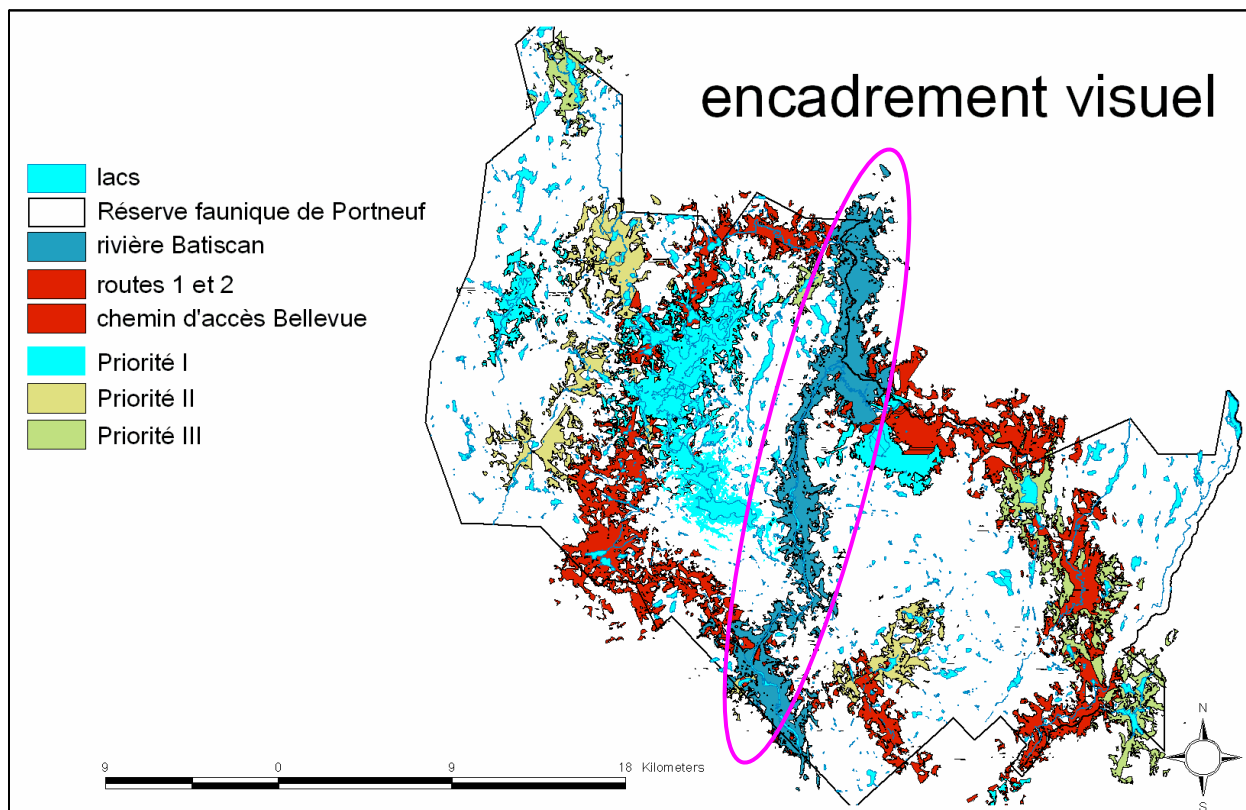 encadrement visuel
lacs
Réserve faunique de Portneuf
rivière Batiscan
routes 1 et 2
chemin d'accès Bellevue
Priorité I
Priorité II
Priorité III
9 0 9 18 Kilometers
N
S